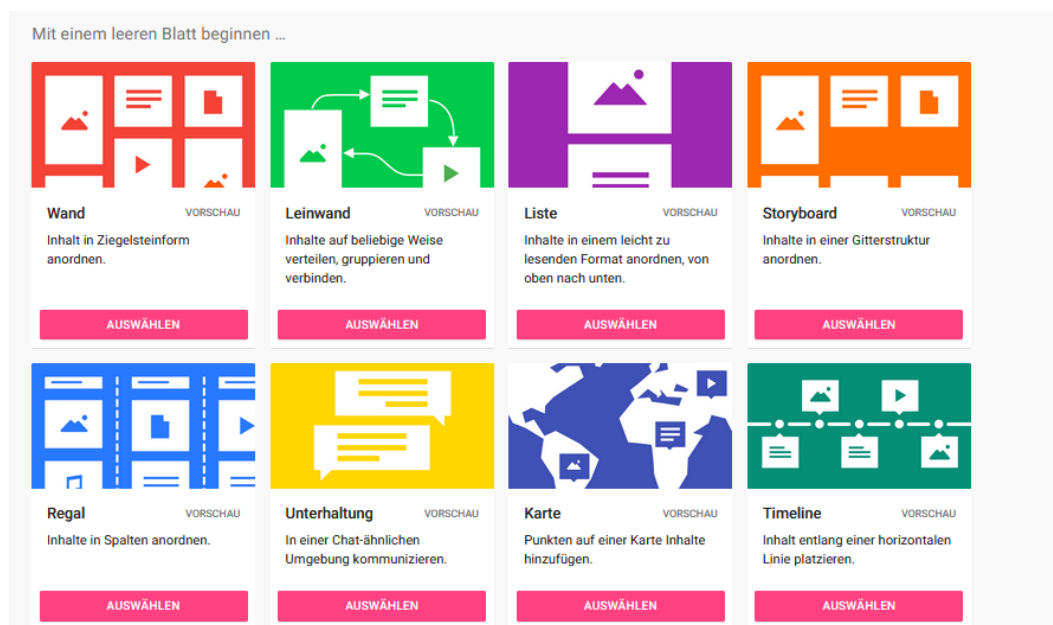 Mit einem leeren Blatt beginnen ...
Wand VORSCHAU
Inhalt in Ziegelsteinform
anordnen.
AUSWÄHLEN
Leinwand VORSCHAU
Inhalte auf beliebige Weise
verteilen, gruppieren und
verbinden.
AUSWÄHLEN
Liste VORSCHAU
Inhalte in einem leicht zu
lesenden Format anordnen, von
oben nach unten.
AUSWÄHLEN
Storyboard VORSCHAU
Inhalte in einer Gitterstruktur
anordnen.
AUSWÄHLEN
Regal VORSCHAU
Inhalte in Spalten anordnen.
AUSWÄHLEN
Unterhaltung VORSCHAU
In einer Chat-ähnlichen
Umgebung kommunizieren.
AUSWÄHLEN
Karte VORSCHAU
Punkten auf einer Karte Inhalte
hinzufügen.
AUSWÄHLEN
Timeline VORSCHAU
Inhalt entlang einer horizontalen
Linie platzieren.
AUSWÄHLEN